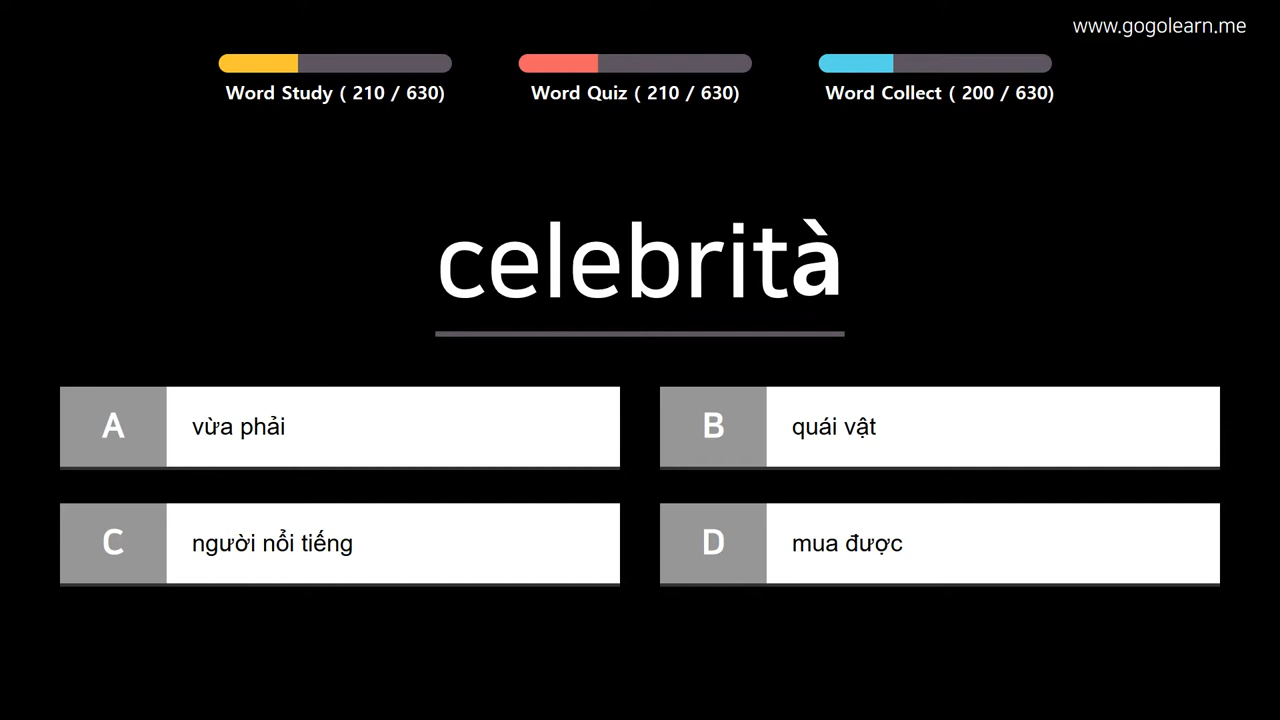 www.gogolearn.me
Word Study ( 210 / 630)
Word Quiz ( 210 / 630)
Word Collect ( 200 / 630)
celebrità
A
vừa phải
B
quái vật
C
người nổi tiếng
D
mua được